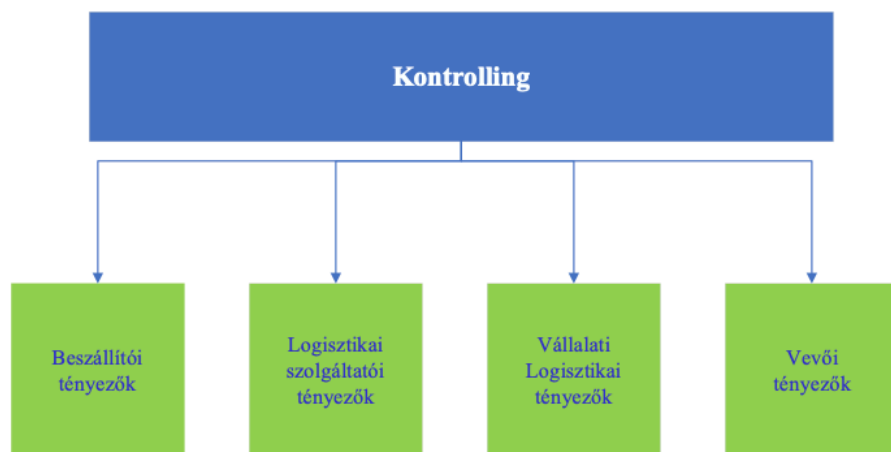 Kontrolling
Beszállítói
tényezők
Logisztikai
szolgáltatói
tényezők
Vállalati
Logisztikai
tényezők
Vevői
tényezők